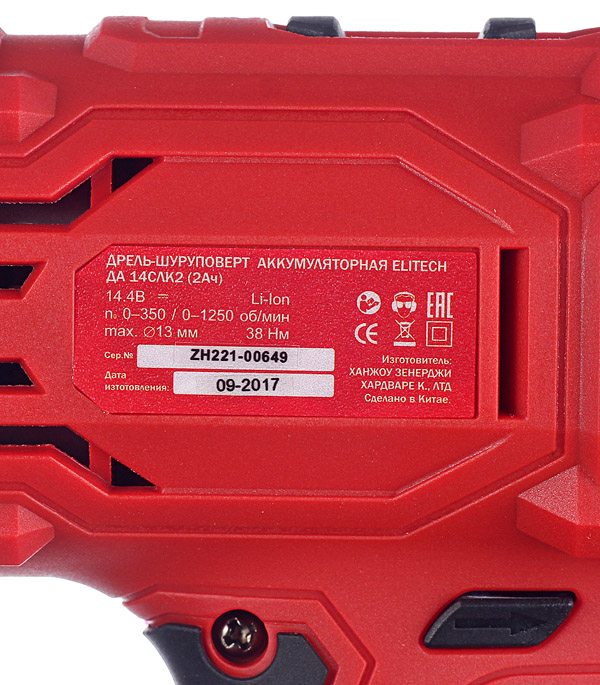 ДРЕЛЬ-ШУРУПОВЕРТ АККУМУЛЯТОРНАЯ ELITECH
ДА 14СЛК2 (2Ач)
14.4В ⎓ Li-Ion
n₀ 0–350 / 0–1250 об/мин
max. ∅13 мм 38 Нм
EAC
CE
Сер.№ ZH221-00649
Дата
изготовления: 09-2017
Изготовитель:
ХАНЖОУ ЗЕНЕРДЖИ
ХАРДВАРЕ К., ЛТД
Сделано в Китае.